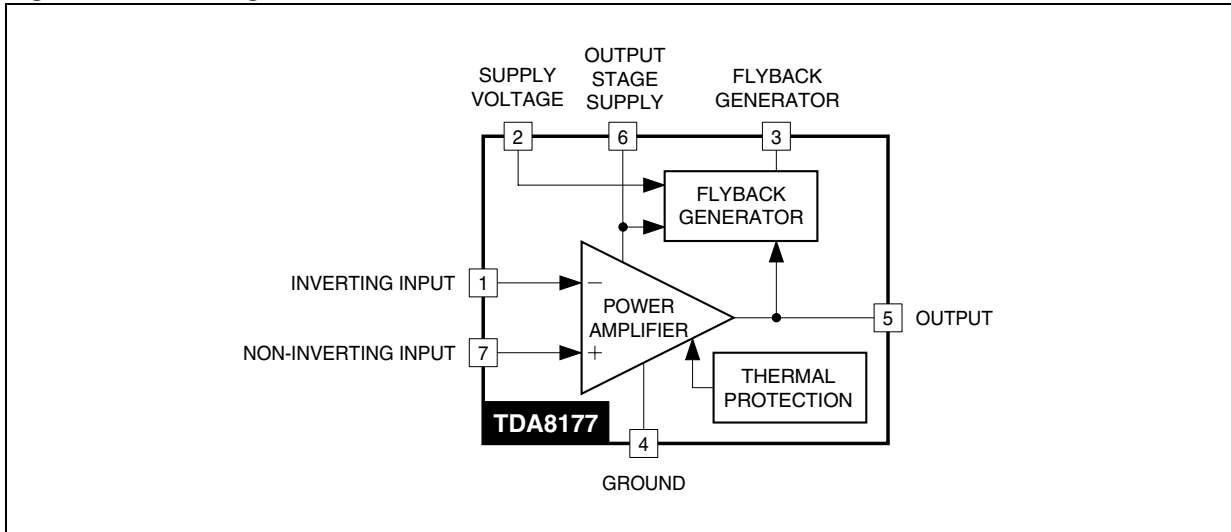 SUPPLY
VOLTAGE
OUTPUT
STAGE
SUPPLY
FLYBACK
GENERATOR
2
6
3
FLYBACK
GENERATOR
INVERTING INPUT
1
−
POWER
AMPLIFIER
5
OUTPUT
NON-INVERTING INPUT
7
+
THERMAL
PROTECTION
TDA8177
4
GROUND